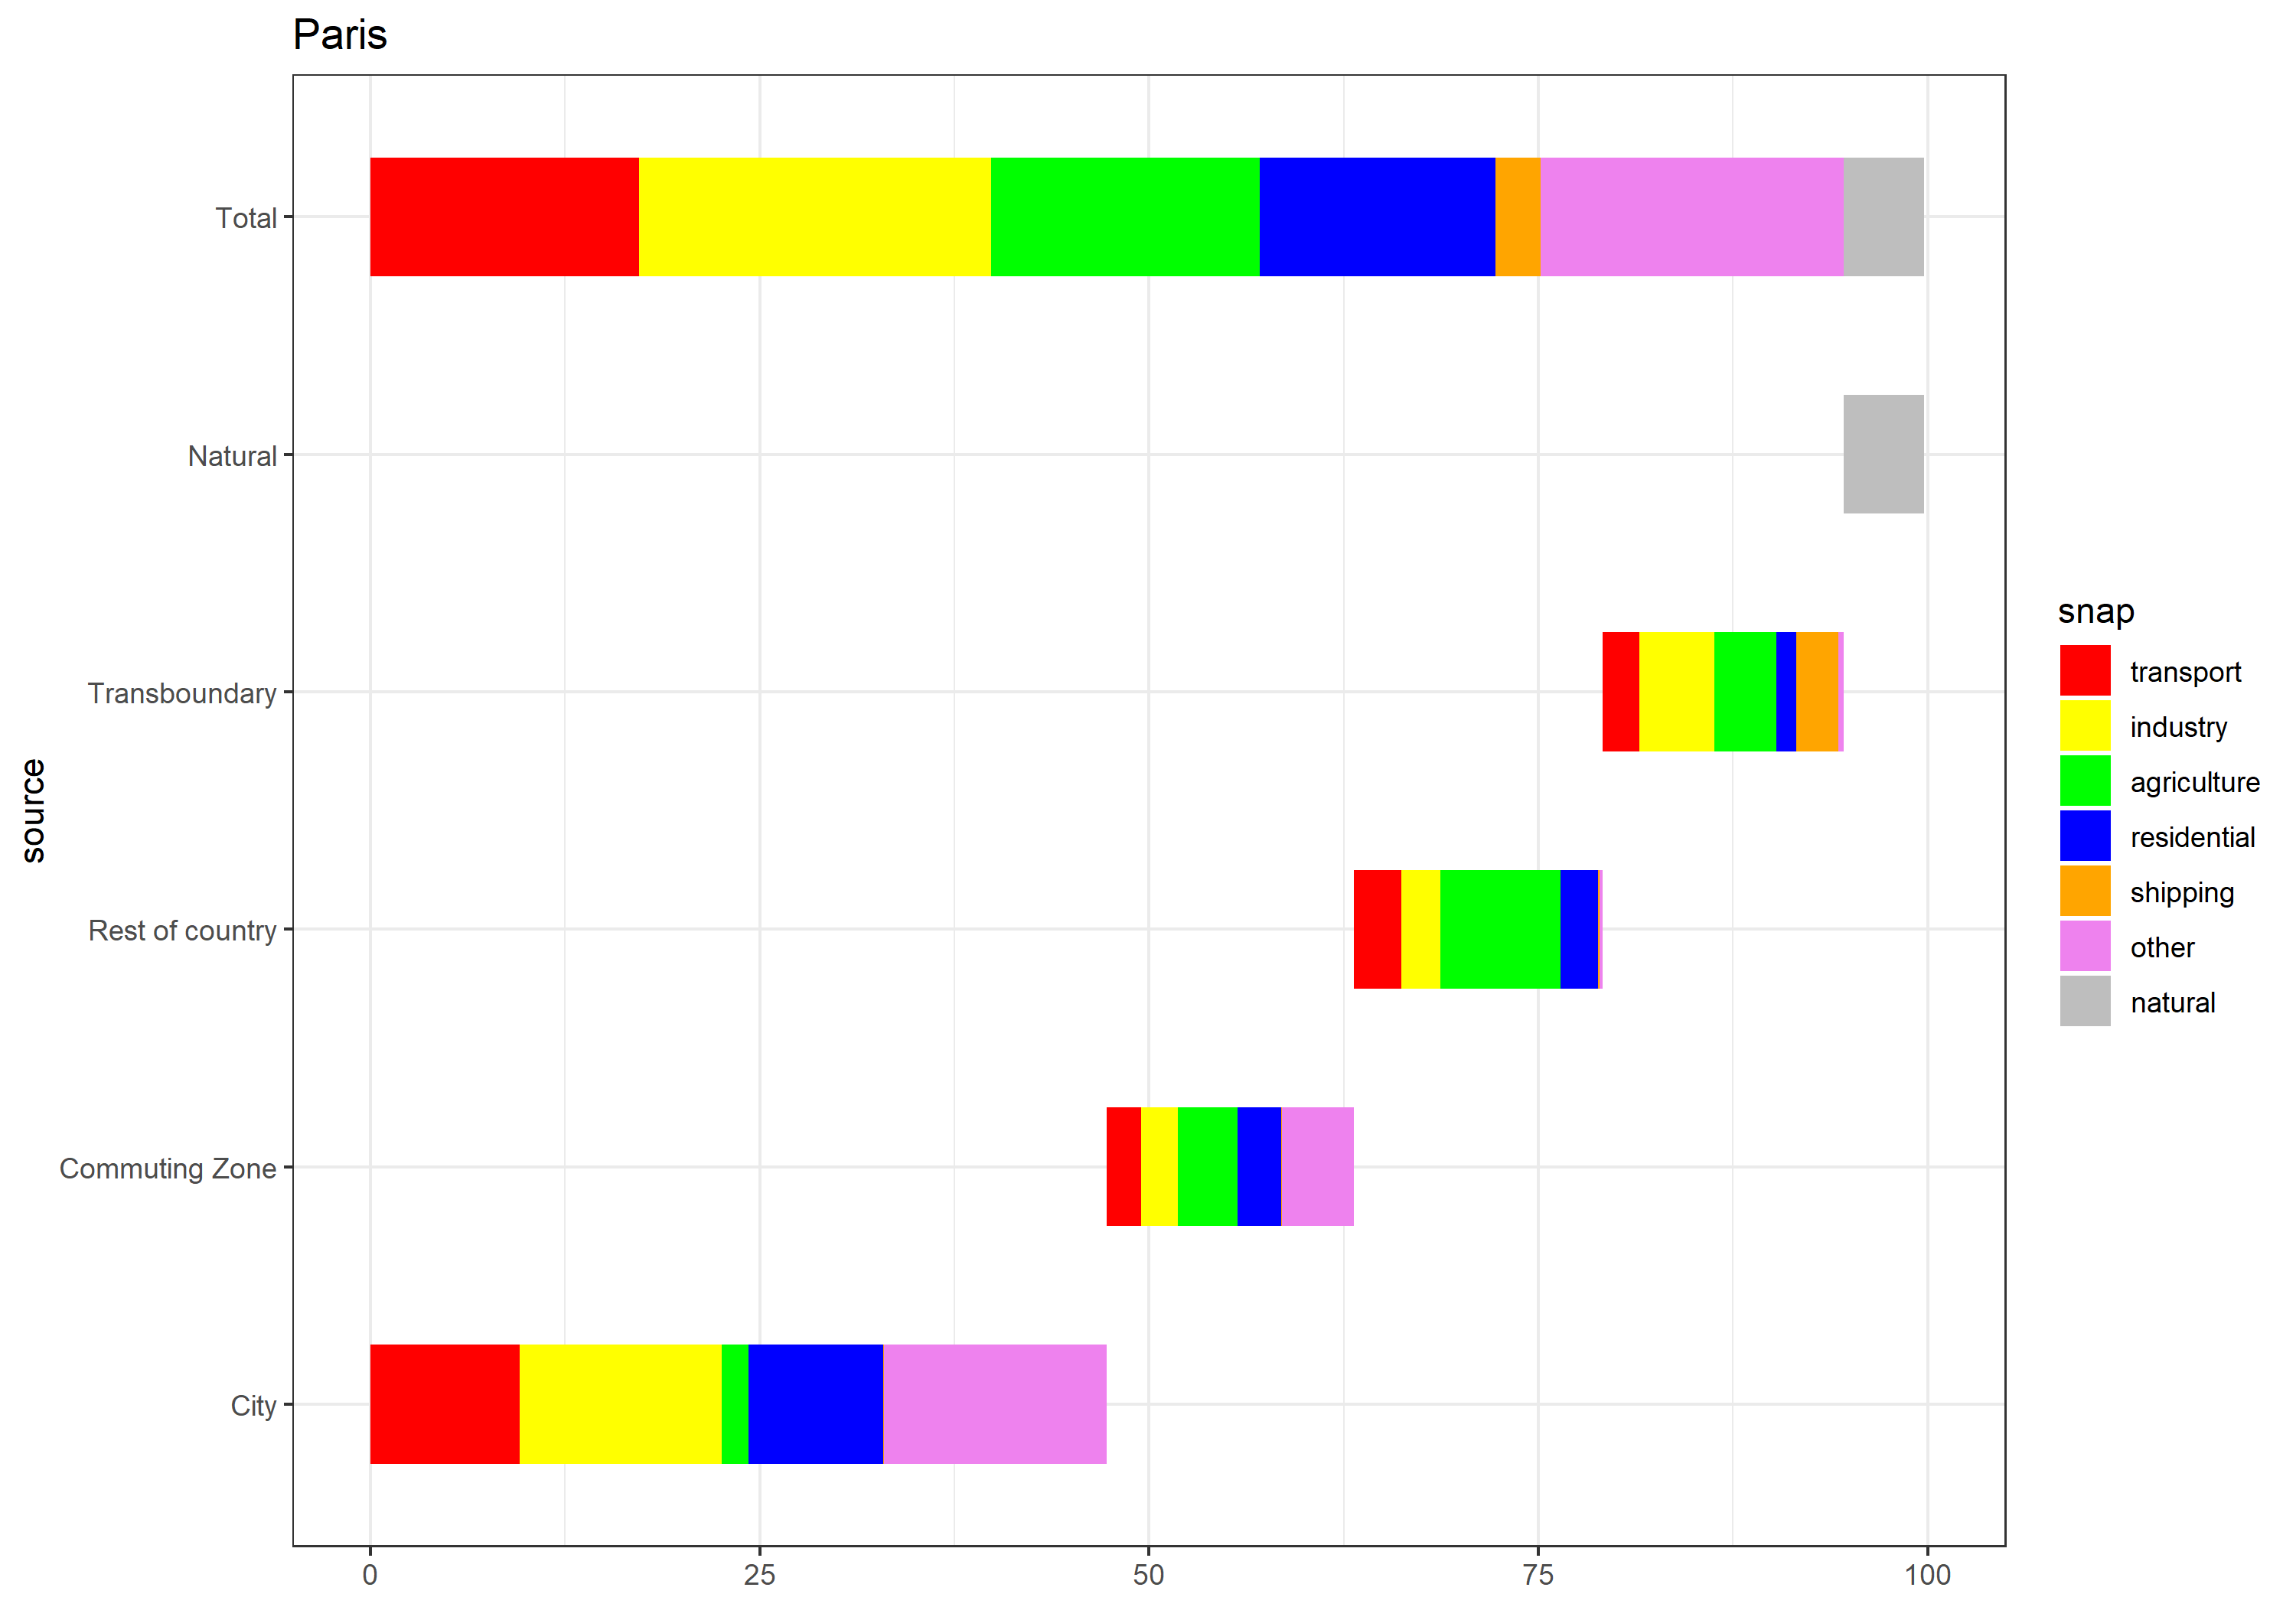 Paris
Total
Natural
Transboundary
Rest of country
Commuting Zone
City
source
0 25 50 75 100
snap
transport
industry
agriculture
residential
shipping
other
natural